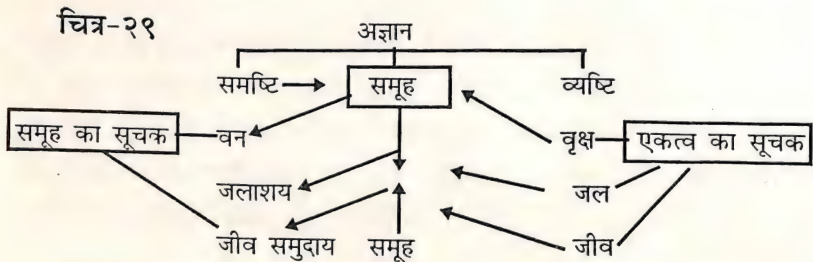 चित्र-२९
अज्ञान
समष्टि समूह व्यष्टि
समूह का सूचक वन वृक्ष एकत्व का सूचक
जलाशय जल
जीव समुदाय समूह जीव